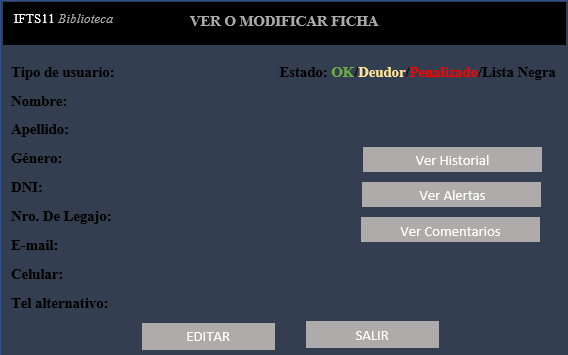 IFTS11 Biblioteca
VER O MODIFICAR FICHA
Tipo de usuario:
Estado: OK/Deudor/Penalizado/Lista Negra
Nombre:
Apellido:
Género:
Ver Historial
DNI:
Ver Alertas
Nro. De Legajo:
Ver Comentarios
E-mail:
Celular:
Tel alternativo:
EDITAR
SALIR